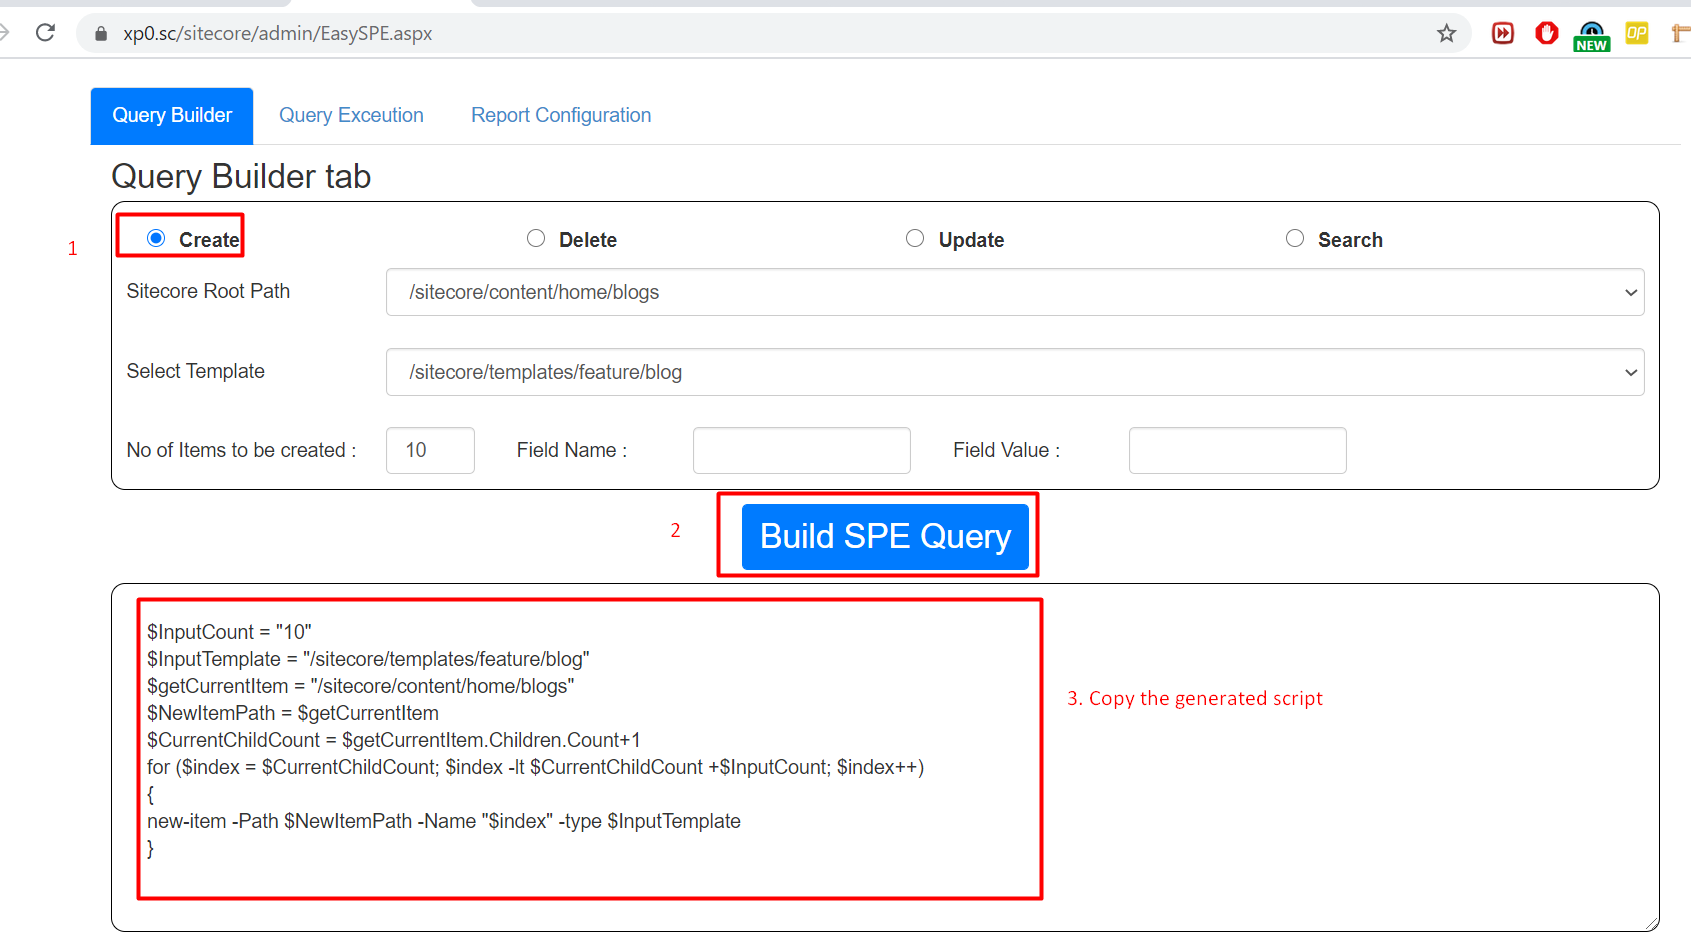 xp0.sc/sitecore/admin/EasySPE.aspx
NEW
OP
Query Builder
Query Exceution
Report Configuration
Query Builder tab
1
Create
Delete
Update
Search
Sitecore Root Path
/sitecore/content/home/blogs
Select Template
/sitecore/templates/feature/blog
No of Items to be created :
10
Field Name :
Field Value :
2
Build SPE Query
$InputCount = "10"
$InputTemplate = "/sitecore/templates/feature/blog"
$getCurrentItem = "/sitecore/content/home/blogs"
$NewItemPath = $getCurrentItem
$CurrentChildCount = $getCurrentItem.Children.Count+1
for ($index = $CurrentChildCount; $index -lt $CurrentChildCount +$InputCount; $index++)
{
new-item -Path $NewItemPath -Name "$index" -type $InputTemplate
}
3. Copy the generated script